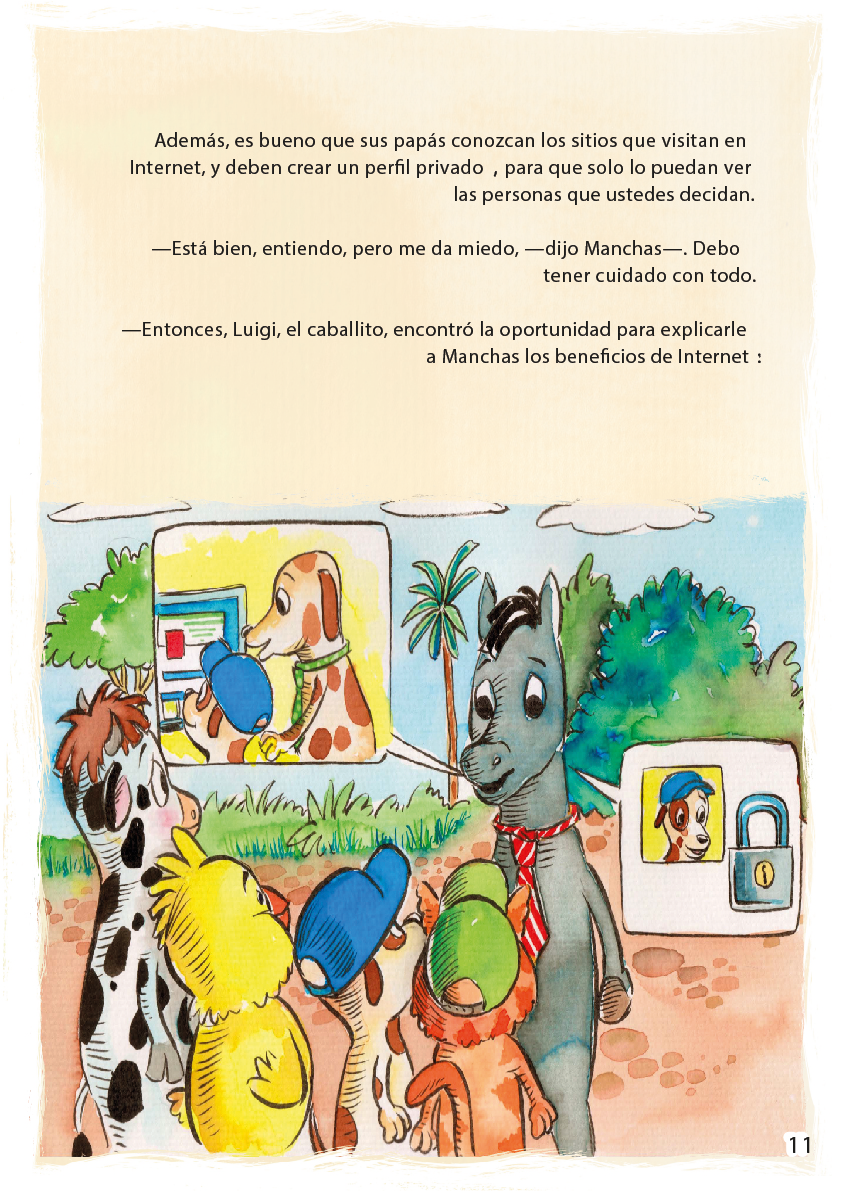 Además, es bueno que sus papás conozcan los sitios que visitan en
Internet, y deben crear un perfil privado , para que solo lo puedan ver
las personas que ustedes decidan.
—Está bien, entiendo, pero me da miedo, —dijo Manchas—. Debo
tener cuidado con todo.
—Entonces, Luigi, el caballito, encontró la oportunidad para explicarle
a Manchas los beneficios de Internet :
11